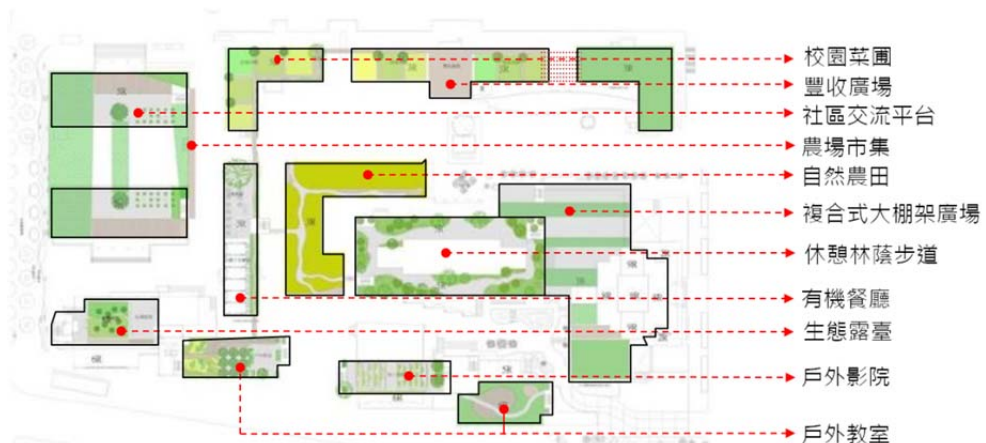 校園菜圃
豐收廣場
社區交流平台
農場市集
自然農田
複合式大棚架廣場
休憩林蔭步道
有機餐廳
生態露臺
戶外影院
戶外教室